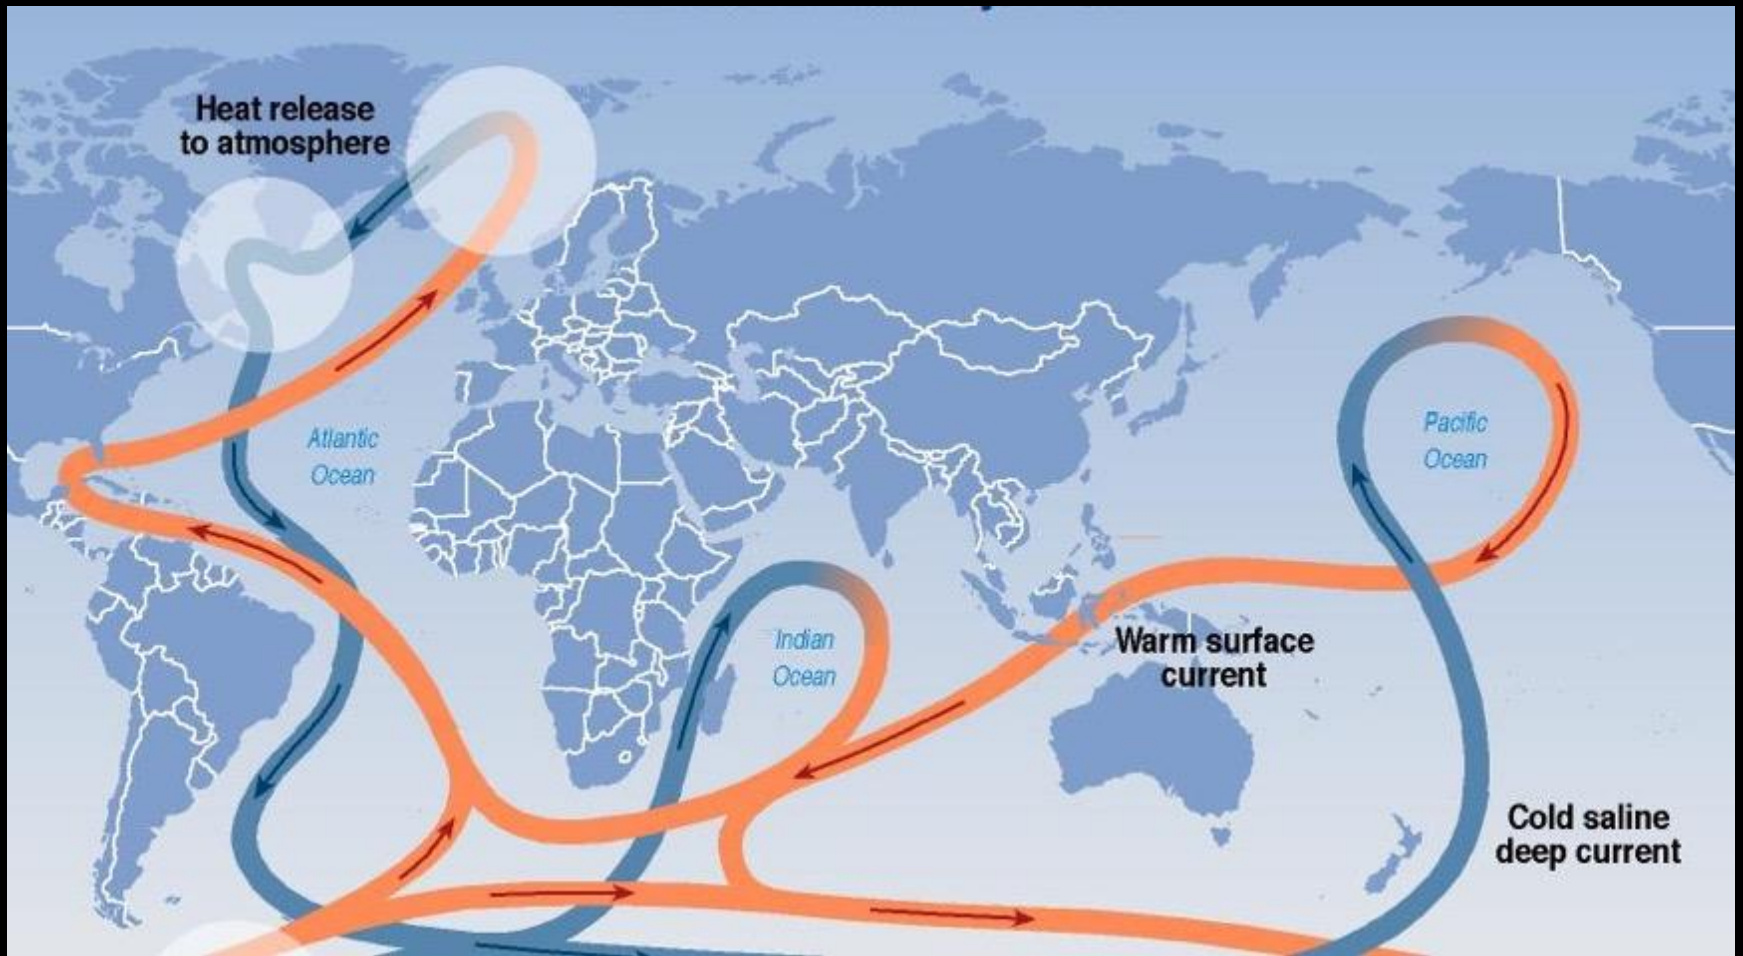 Heat release
to atmosphere
Atlantic
Ocean
Pacific
Ocean
Indian
Ocean
Warm surface
current
Cold saline
deep current